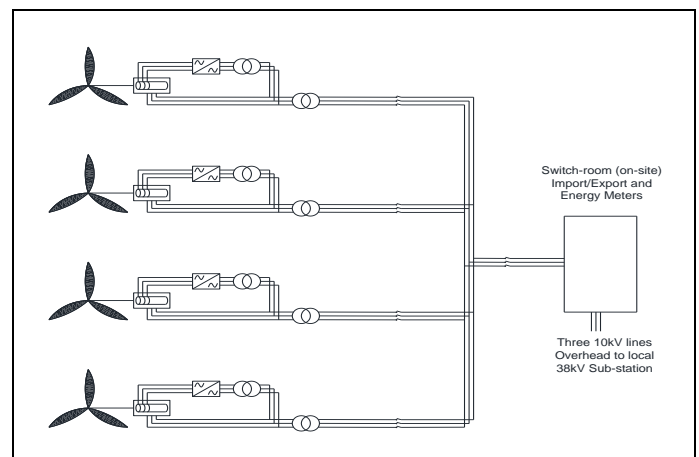 Switch-room (on-site)
Import/Export and
Energy Meters
Three 10kV lines
Overhead to local
38kV Sub-station